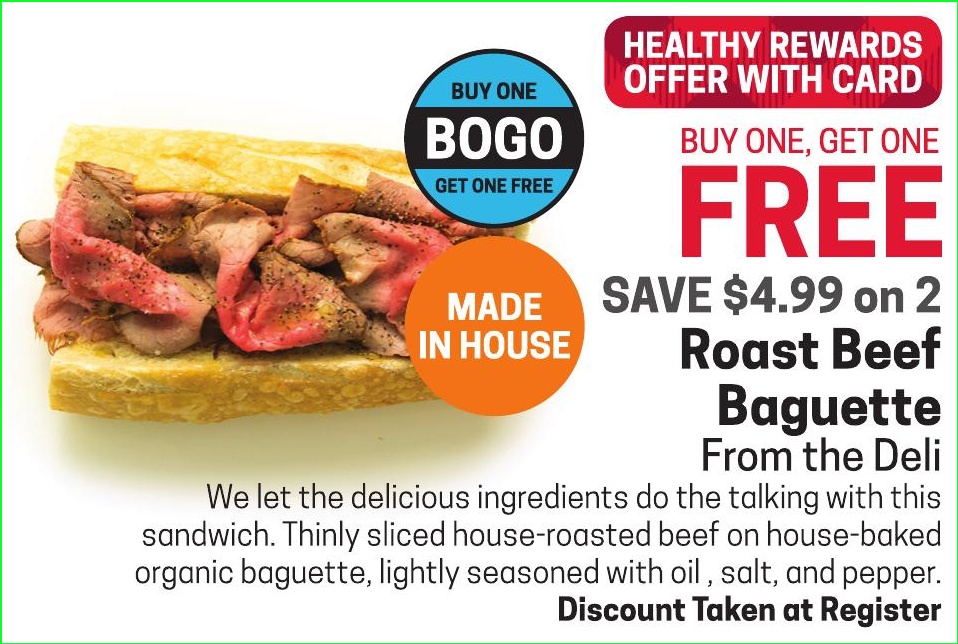 HEALTHY REWARDS
OFFER WITH CARD
BUY ONE
BOGO
GET ONE FREE
BUY ONE, GET ONE
FREE
SAVE $4.99 on 2
MADE
IN HOUSE
Roast Beef
Baguette
From the Deli
We let the delicious ingredients do the talking with this
sandwich. Thinly sliced house-roasted beef on house-baked
organic baguette, lightly seasoned with oil , salt, and pepper.
Discount Taken at Register